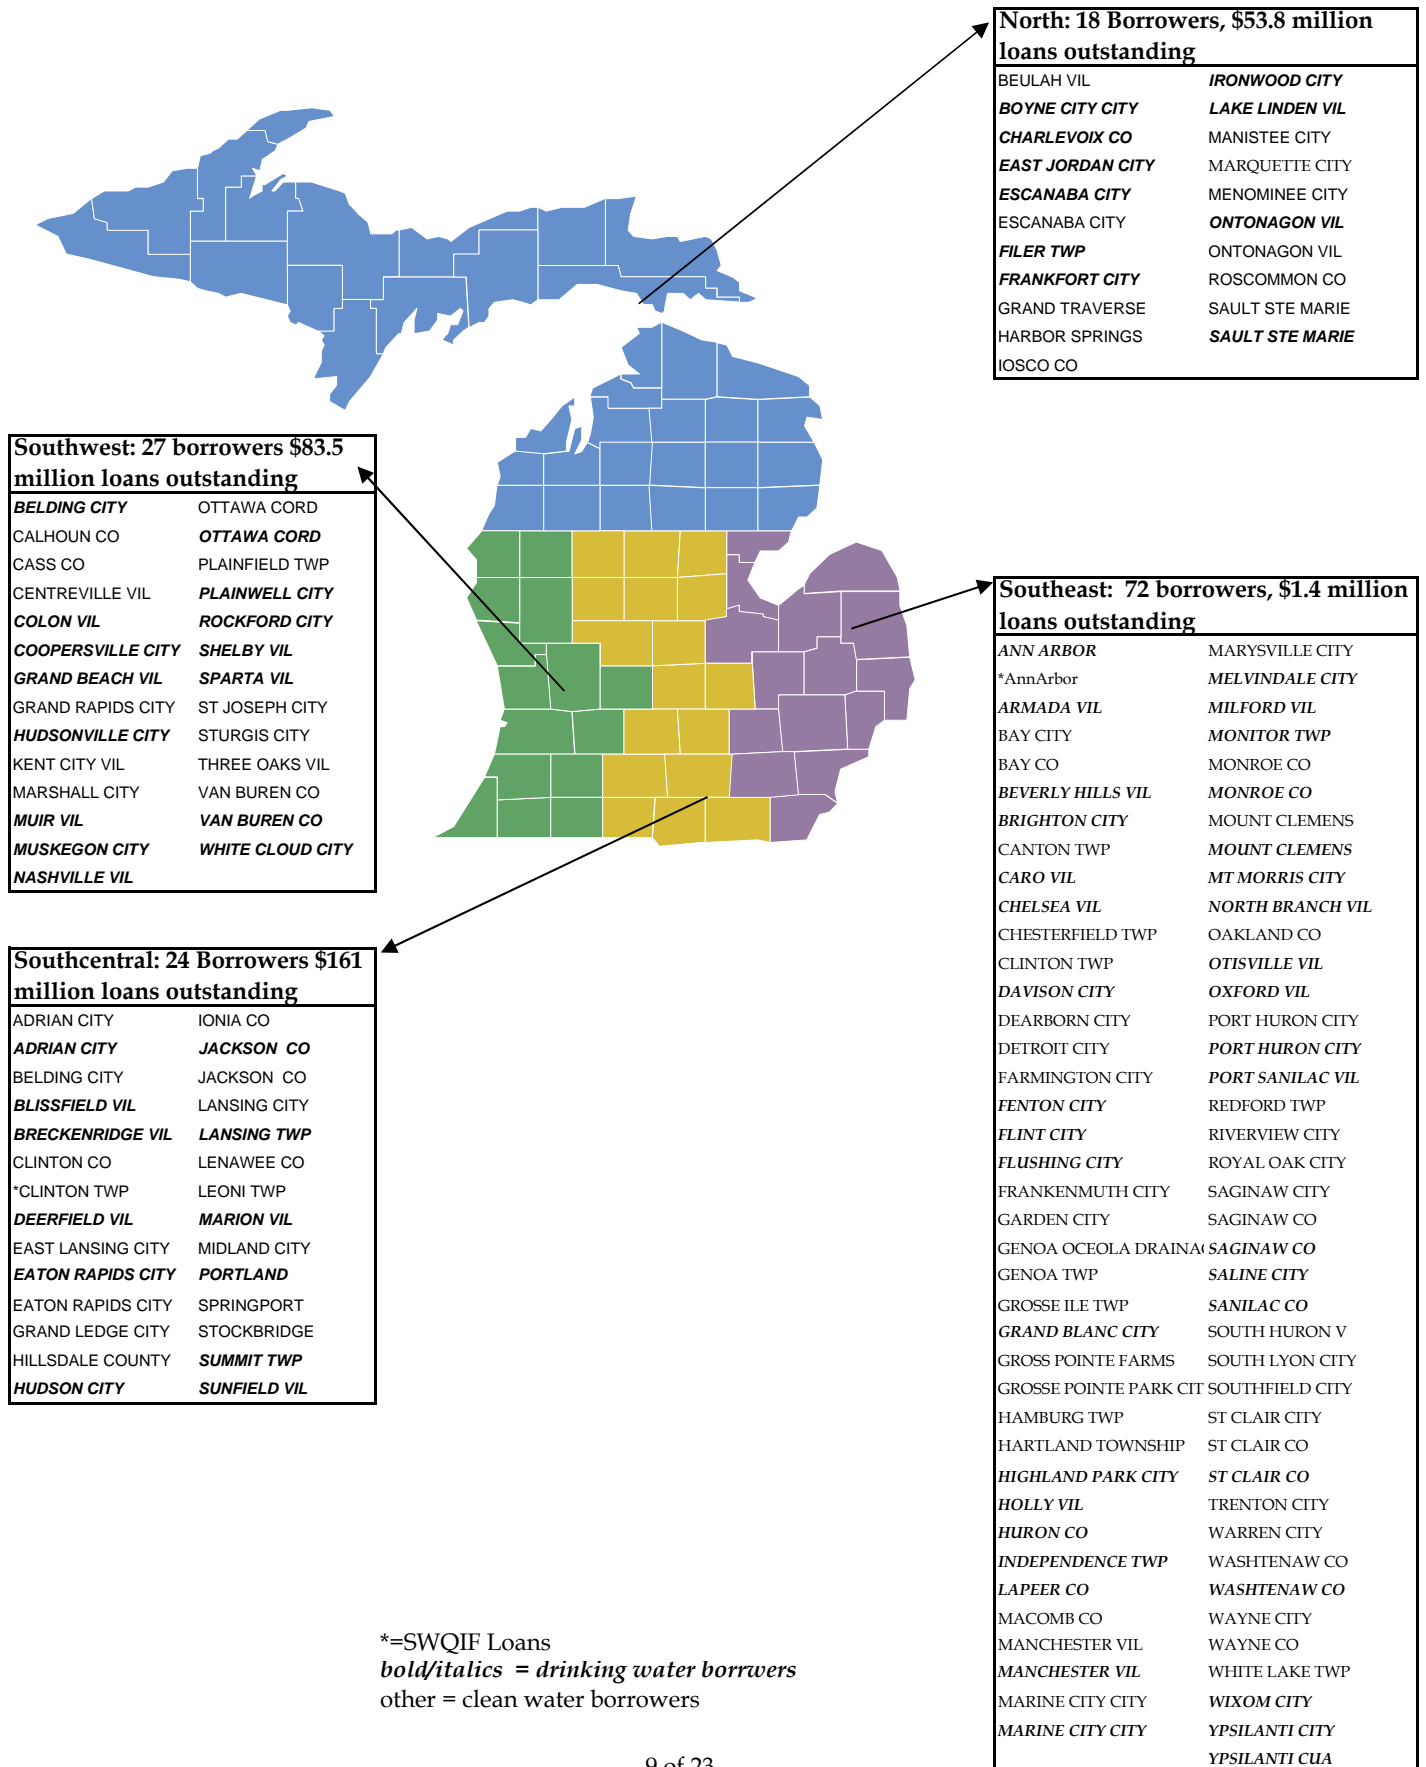 North: 18 Borrowers, $53.8 million
loans outstanding
BEULAH VIL IRONWOOD CITY
BOYNE CITY CITY LAKE LINDEN VIL
CHARLEVOIX CO MANISTEE CITY
EAST JORDAN CITY MARQUETTE CITY
ESCANABA CITY MENOMINEE CITY
ESCANABA CITY ONTONAGON VIL
FILER TWP ONTONAGON VIL
FRANKFORT CITY ROSCOMMON CO
GRAND TRAVERSE SAULT STE MARIE
HARBOR SPRINGS SAULT STE MARIE
IOSCO CO
Southwest: 27 borrowers $83.5
million loans outstanding
BELDING CITY OTTAWA CORD
CALHOUN CO OTTAWA CORD
CASS CO PLAINFIELD TWP
CENTREVILLE VIL PLAINWELL CITY
COLON VIL ROCKFORD CITY
COOPERSVILLE CITY SHELBY VIL
GRAND BEACH VIL SPARTA VIL
GRAND RAPIDS CITY ST JOSEPH CITY
HUDSONVILLE CITY STURGIS CITY
KENT CITY VIL THREE OAKS VIL
MARSHALL CITY VAN BUREN CO
MUIR VIL VAN BUREN CO
MUSKEGON CITY WHITE CLOUD CITY
NASHVILLE VIL
Southeast: 72 borrowers, $1.4 million
loans outstanding
ANN ARBOR MARYSVILLE CITY
*AnnArbor MELVINDALE CITY
ARMADA VIL MILFORD VIL
BAY CITY MONITOR TWP
BAY CO MONROE CO
BEVERLY HILLS VIL MONROE CO
BRIGHTON CITY MOUNT CLEMENS
CANTON TWP MOUNT CLEMENS
CARO VIL MT MORRIS CITY
CHELSEA VIL NORTH BRANCH VIL
CHESTERFIELD TWP OAKLAND CO
CLINTON TWP OTISVILLE VIL
DAVISON CITY OXFORD VIL
DEARBORN CITY PORT HURON CITY
DETROIT CITY PORT HURON CITY
FARMINGTON CITY PORT SANILAC VIL
FENTON CITY REDFORD TWP
FLINT CITY RIVERVIEW CITY
FLUSHING CITY ROYAL OAK CITY
FRANKENMUTH CITY SAGINAW CITY
GARDEN CITY SAGINAW CO
GENOA OCEOLA DRAINA SAGINAW CO
GENOA TWP SALINE CITY
GROSSE ILE TWP SANILAC CO
GRAND BLANC CITY SOUTH HURON V
GROSS POINTE FARMS SOUTH LYON CITY
GROSSE POINTE PARK CIT SOUTHFIELD CITY
HAMBURG TWP ST CLAIR CITY
HARTLAND TOWNSHIP ST CLAIR CO
HIGHLAND PARK CITY ST CLAIR CO
HOLLY VIL TRENTON CITY
HURON CO WARREN CITY
INDEPENDENCE TWP WASHTENAW CO
LAPEER CO WASHTENAW CO
MACOMB CO WAYNE CITY
MANCHESTER VIL WAYNE CO
MANCHESTER VIL WHITE LAKE TWP
MARINE CITY CITY WIXOM CITY
MARINE CITY CITY YPSILANTI CITY
YPSILANTI CUA
Southcentral: 24 Borrowers $161
million loans outstanding
ADRIAN CITY IONIA CO
ADRIAN CITY JACKSON CO
BELDING CITY JACKSON CO
BLISSFIELD VIL LANSING CITY
BRECKENRIDGE VIL LANSING TWP
CLINTON CO LENAWEE CO
*CLINTON TWP LEONI TWP
DEERFIELD VIL MARION VIL
EAST LANSING CITY MIDLAND CITY
EATON RAPIDS CITY PORTLAND
EATON RAPIDS CITY SPRINGPORT
GRAND LEDGE CITY STOCKBRIDGE
HILLSDALE COUNTY SUMMIT TWP
HUDSON CITY SUNFIELD VIL
*=SWQIF Loans
bold/italics = drinking water borrwers
other = clean water borrowers
9 of 23